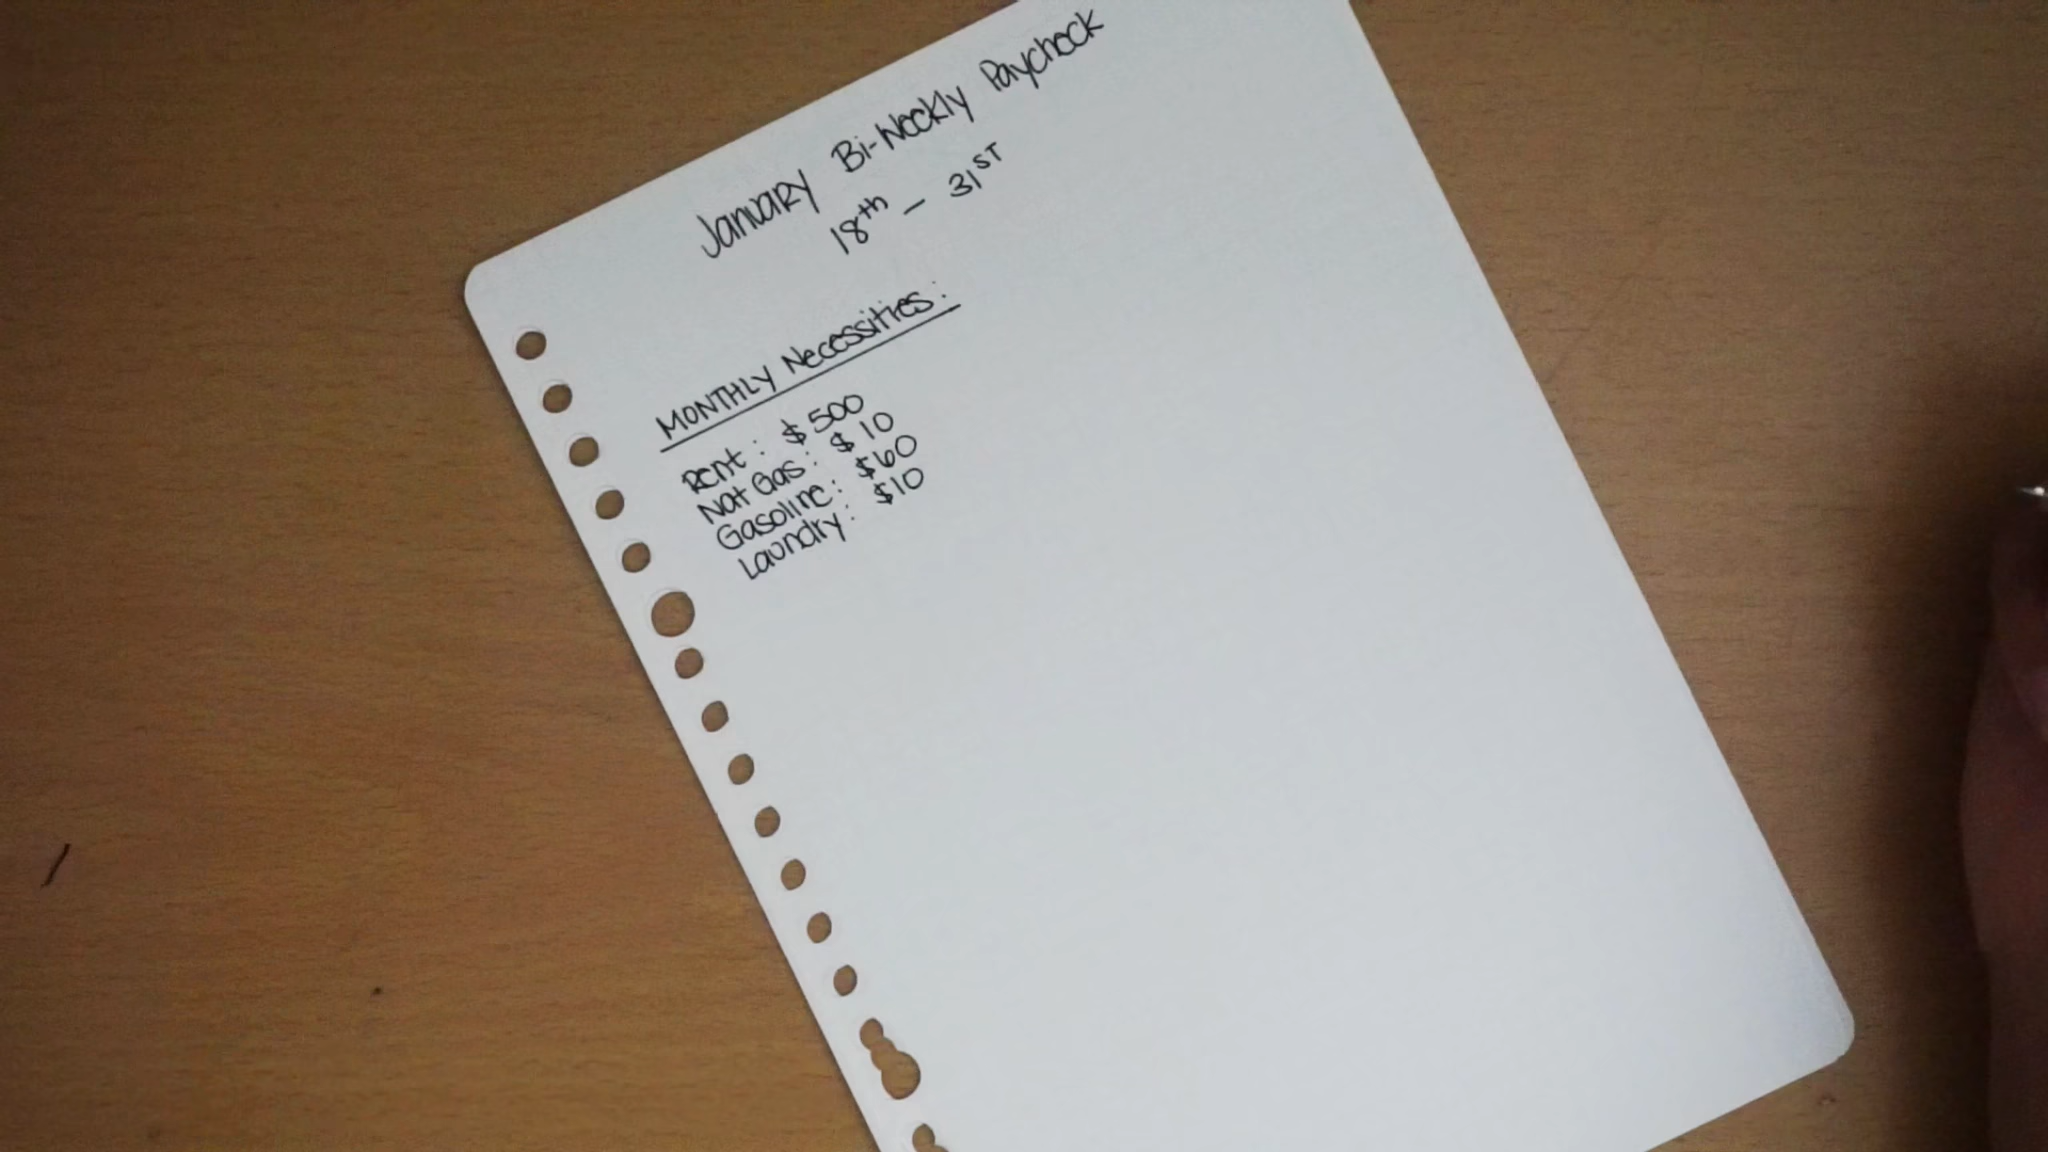 January Bi-Weekly Paycheck
18th - 31ST
MONTHLY Necessities:
Rent: $500
Nat Gas: $10
Gasoline: $60
Laundry: $10